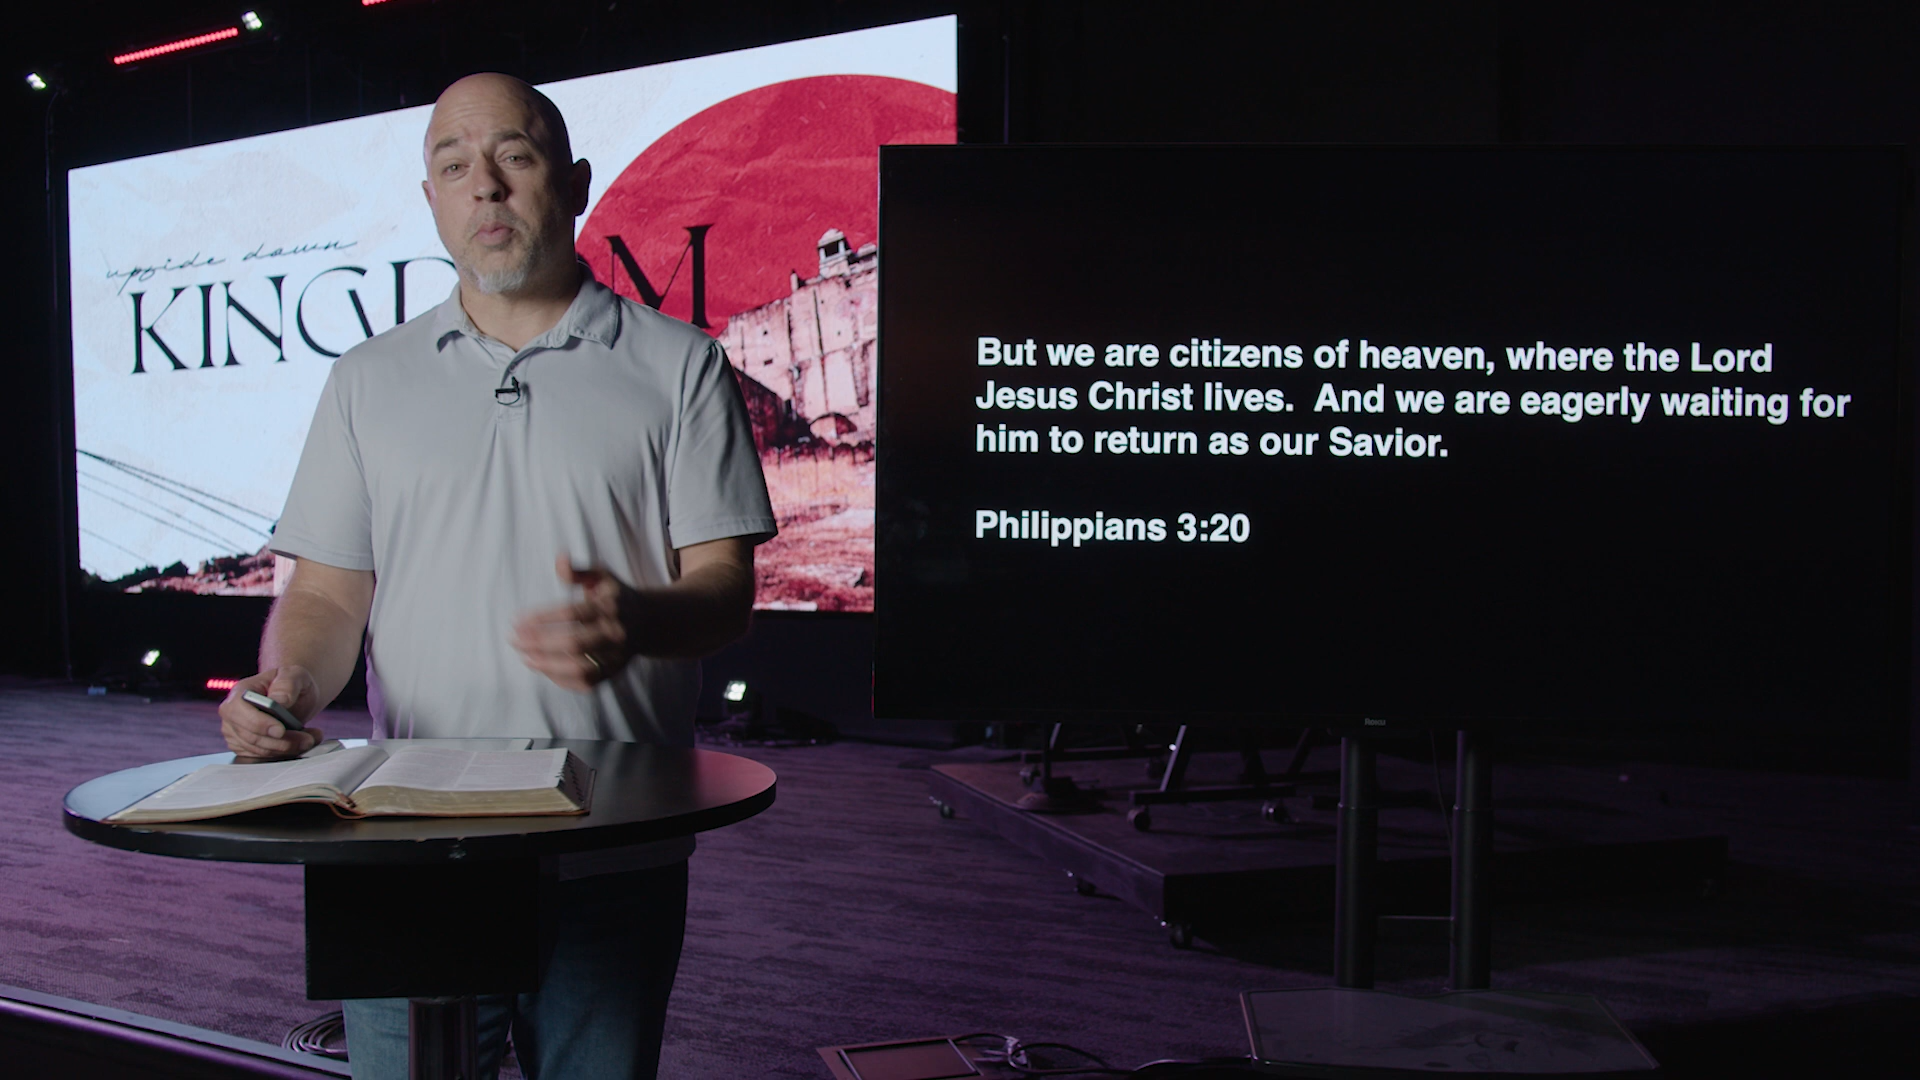 upside down
KINGDOM
But we are citizens of heaven, where the Lord
Jesus Christ lives.  And we are eagerly waiting for
him to return as our Savior.
Philippians 3:20